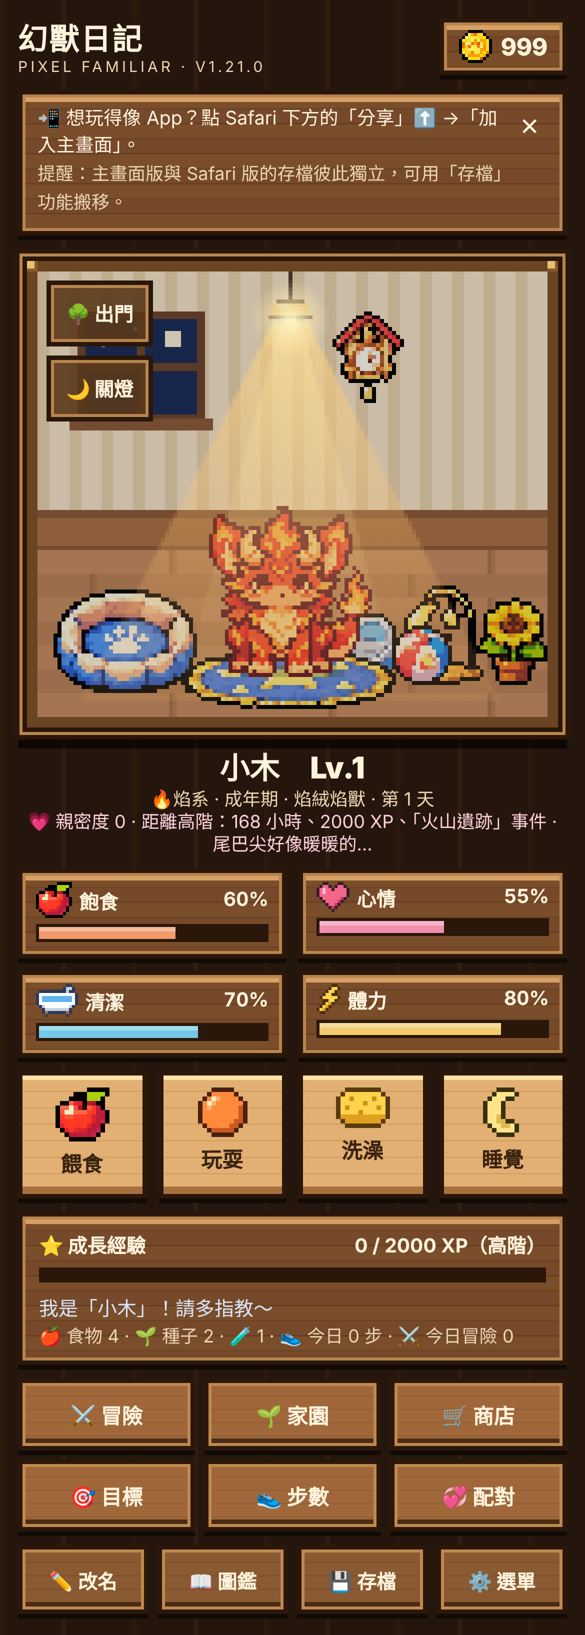 幻獸日記
PIXEL FAMILIAR · V1.21.0
999
📲 想玩得像 App？點 Safari 下方的「分享」⬆️ →「加
入主畫面」。
✕
提醒：主畫面版與 Safari 版的存檔彼此獨立，可用「存檔」
功能搬移。
🌳 出門
🌙 關燈
小木 Lv.1
🔥焰系 · 成年期 · 焰絨焰獸 · 第 1 天
💗 親密度 0 · 距離高階：168 小時、2000 XP、「火山遺跡」事件 ·
尾巴尖好像暖暖的…
飽食 60%
心情 55%
清潔 70%
體力 80%
餵食
玩耍
洗澡
睡覺
⭐ 成長經驗 0 / 2000 XP（高階）
我是「小木」！請多指教～
🍎 食物 4 · 🌱 種子 2 · 🧪 1 · 👟 今日 0 步 · ⚔️ 今日冒險 0
⚔️ 冒險
🌱 家園
🛒 商店
🎯 目標
👟 步數
💞 配對
✏️ 改名
📖 圖鑑
💾 存檔
⚙️ 選單